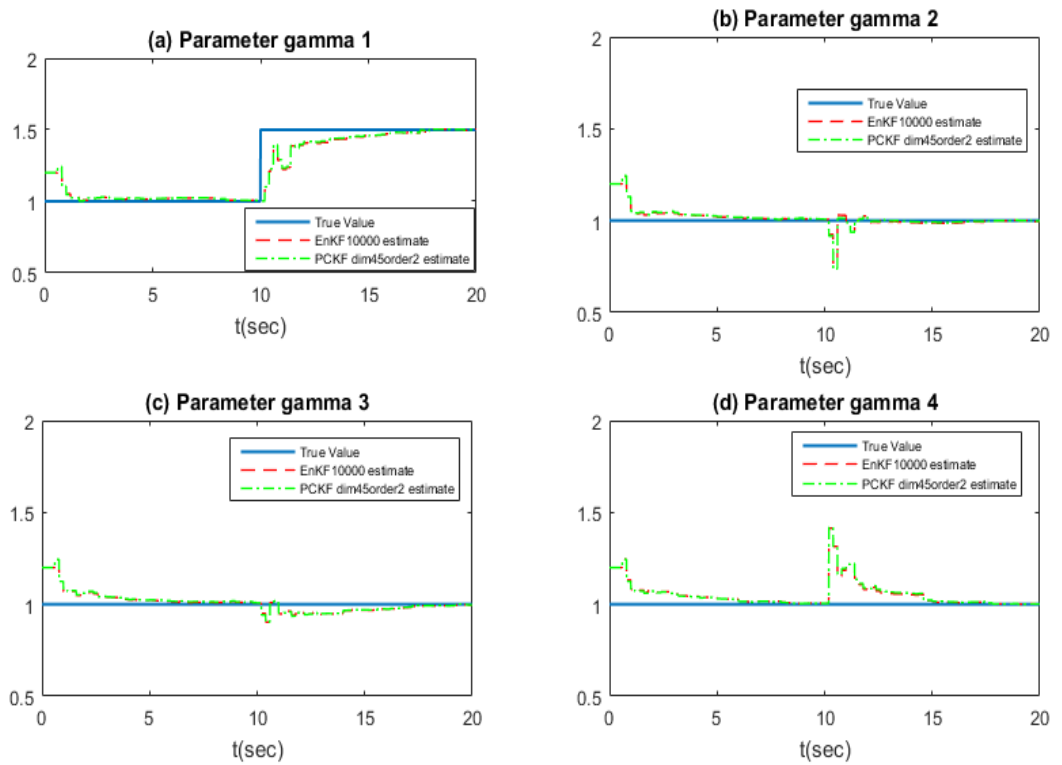 (a) Parameter gamma 1
2
1.5
1
0.5
True Value
EnKF10000 estimate
PCKF dim45order2 estimate
0 5 10 15 20
t(sec)
(b) Parameter gamma 2
2
1.5
1
0.5
True Value
EnKF10000 estimate
PCKF dim45order2 estimate
0 5 10 15 20
t(sec)
(c) Parameter gamma 3
2
1.5
1
0.5
True Value
EnKF10000 estimate
PCKF dim45order2 estimate
0 5 10 15 20
t(sec)
(d) Parameter gamma 4
2
1.5
1
0.5
True Value
EnKF10000 estimate
PCKF dim45order2 estimate
0 5 10 15 20
t(sec)